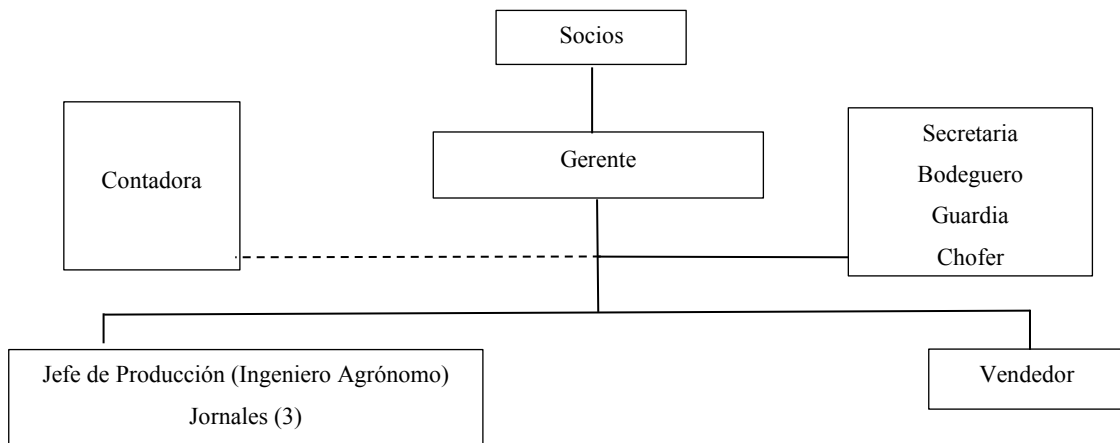 Socios
Gerente
Contadora
Secretaria
Bodeguero
Guardia
Chofer
Jefe de Producción (Ingeniero Agrónomo)
Jornales (3)
Vendedor